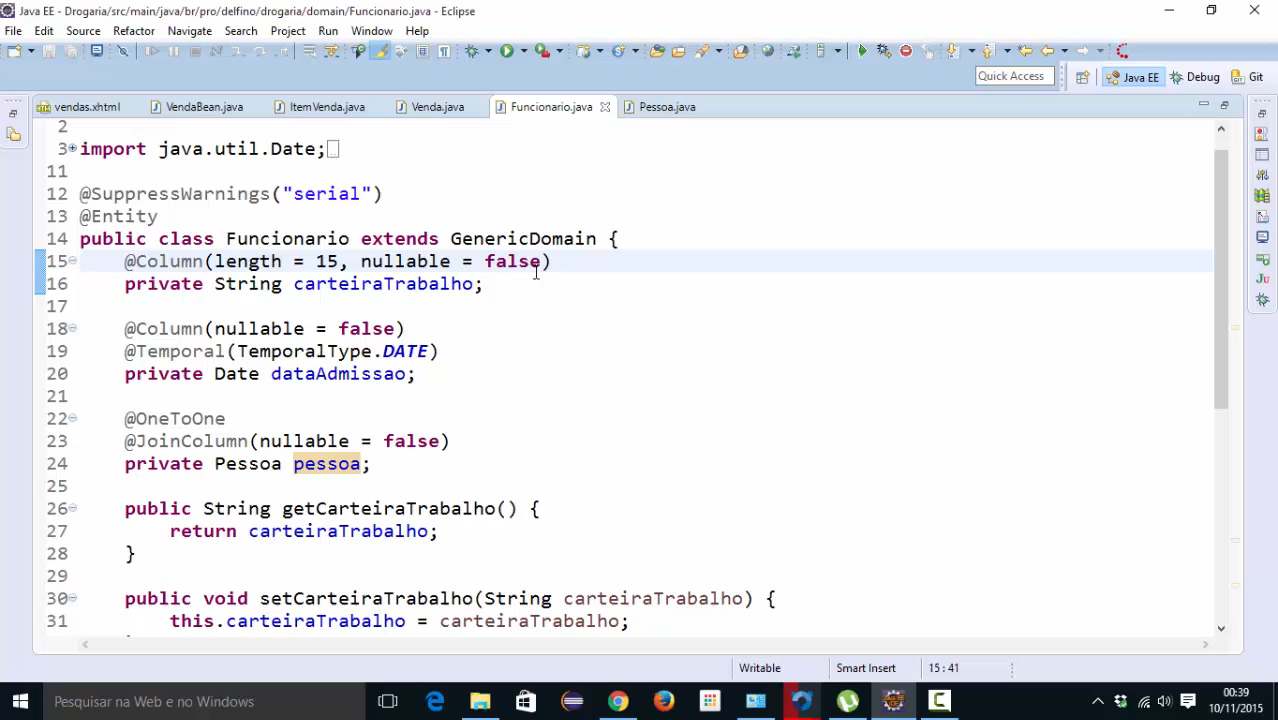 Java EE - Drogaria/src/main/java/br/pro/delfino/drogaria/domain/Funcionario.java - Eclipse
File Edit Source Refactor Navigate Search Project Run Window Help
Quick Access Java EE Debug Git
vendas.xhtml VendaBean.java ItemVenda.java Venda.java Funcionario.java Pessoa.java
2
3 import java.util.Date;
11
12 @SuppressWarnings("serial")
13 @Entity
14 public class Funcionario extends GenericDomain {
15 @Column(length = 15, nullable = false)
16 private String carteiraTrabalho;
17
18 @Column(nullable = false)
19 @Temporal(TemporalType.DATE)
20 private Date dataAdmissao;
21
22 @OneToOne
23 @JoinColumn(nullable = false)
24 private Pessoa pessoa;
25
26 public String getCarteiraTrabalho() {
27 return carteiraTrabalho;
28 }
29
30 public void setCarteiraTrabalho(String carteiraTrabalho) {
31 this.carteiraTrabalho = carteiraTrabalho;
Writable Smart Insert 15 : 41
Pesquisar na Web e no Windows
00:39
10/11/2015